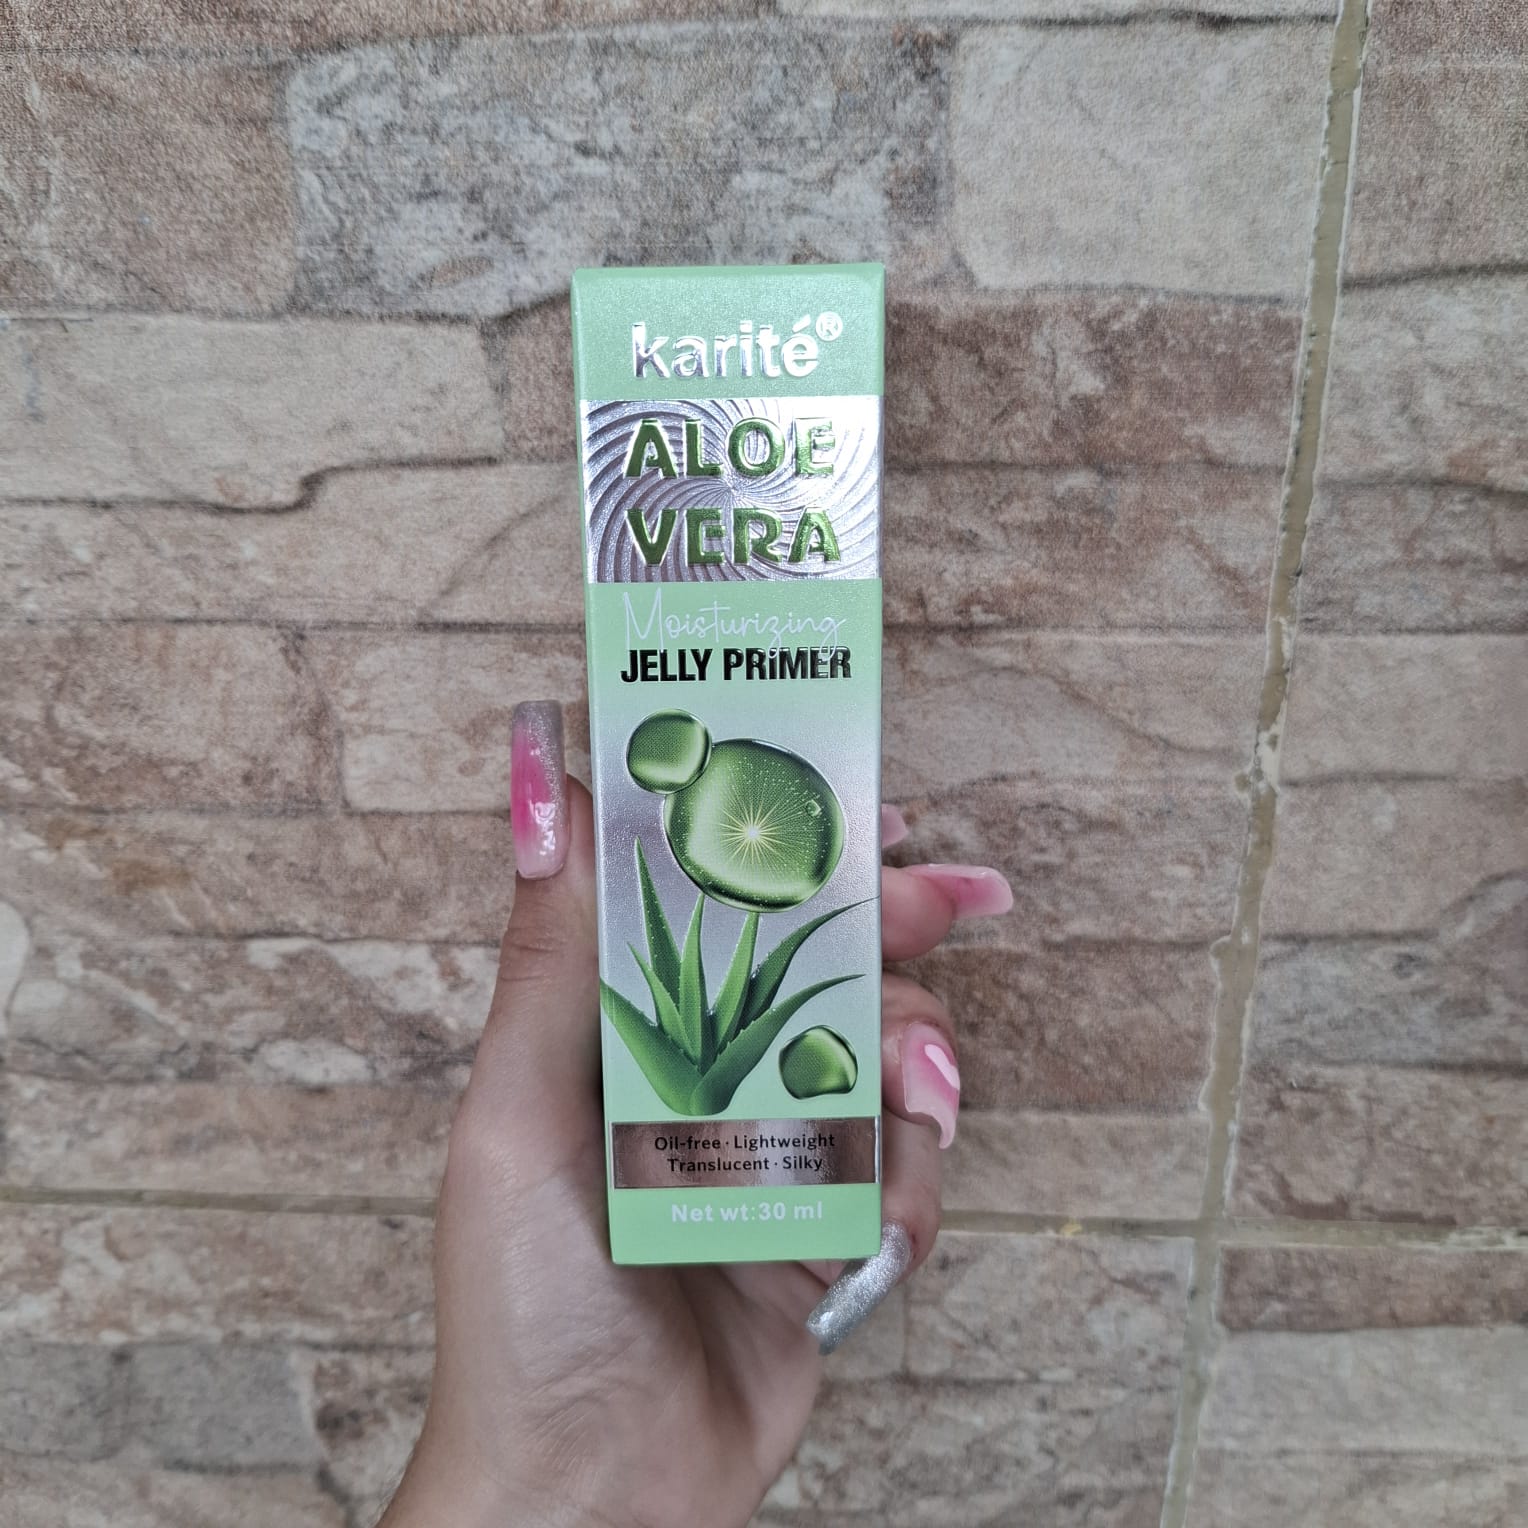 karité®
ALOE
VERA
Moisturizing
JELLY PRIMER
Oil-free · Lightweight
Translucent · Silky
Net wt:30 ml